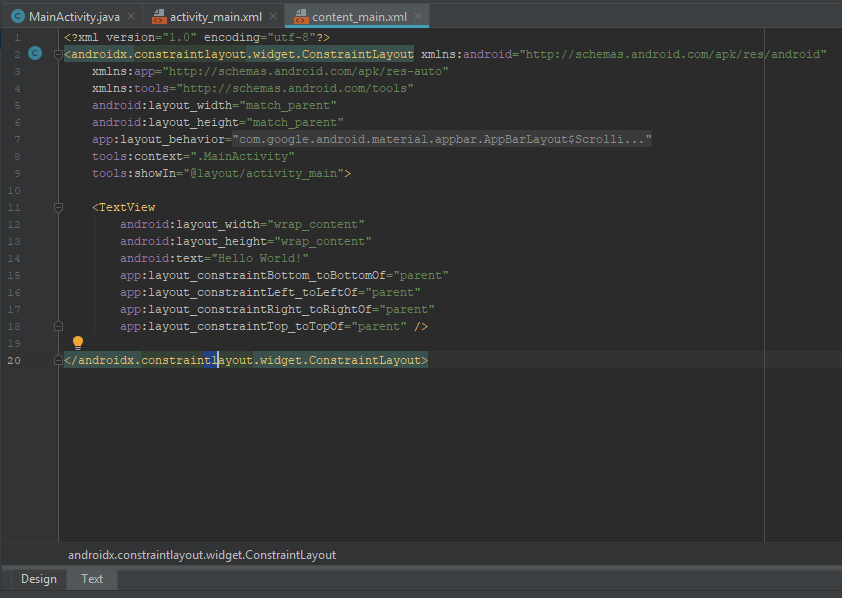 MainActivity.java
activity_main.xml
content_main.xml
1 <?xml version="1.0" encoding="utf-8"?>
2 <androidx.constraintlayout.widget.ConstraintLayout xmlns:android="http://schemas.android.com/apk/res/android"
3 xmlns:app="http://schemas.android.com/apk/res-auto"
4 xmlns:tools="http://schemas.android.com/tools"
5 android:layout_width="match_parent"
6 android:layout_height="match_parent"
7 app:layout_behavior="com.google.android.material.appbar.AppBarLayout$Scrolli..."
8 tools:context=".MainActivity"
9 tools:showIn="@layout/activity_main">
10
11 <TextView
12 android:layout_width="wrap_content"
13 android:layout_height="wrap_content"
14 android:text="Hello World!"
15 app:layout_constraintBottom_toBottomOf="parent"
16 app:layout_constraintLeft_toLeftOf="parent"
17 app:layout_constraintRight_toRightOf="parent"
18 app:layout_constraintTop_toTopOf="parent" />
19
20 </androidx.constraintlayout.widget.ConstraintLayout>
androidx.constraintlayout.widget.ConstraintLayout
Design Text